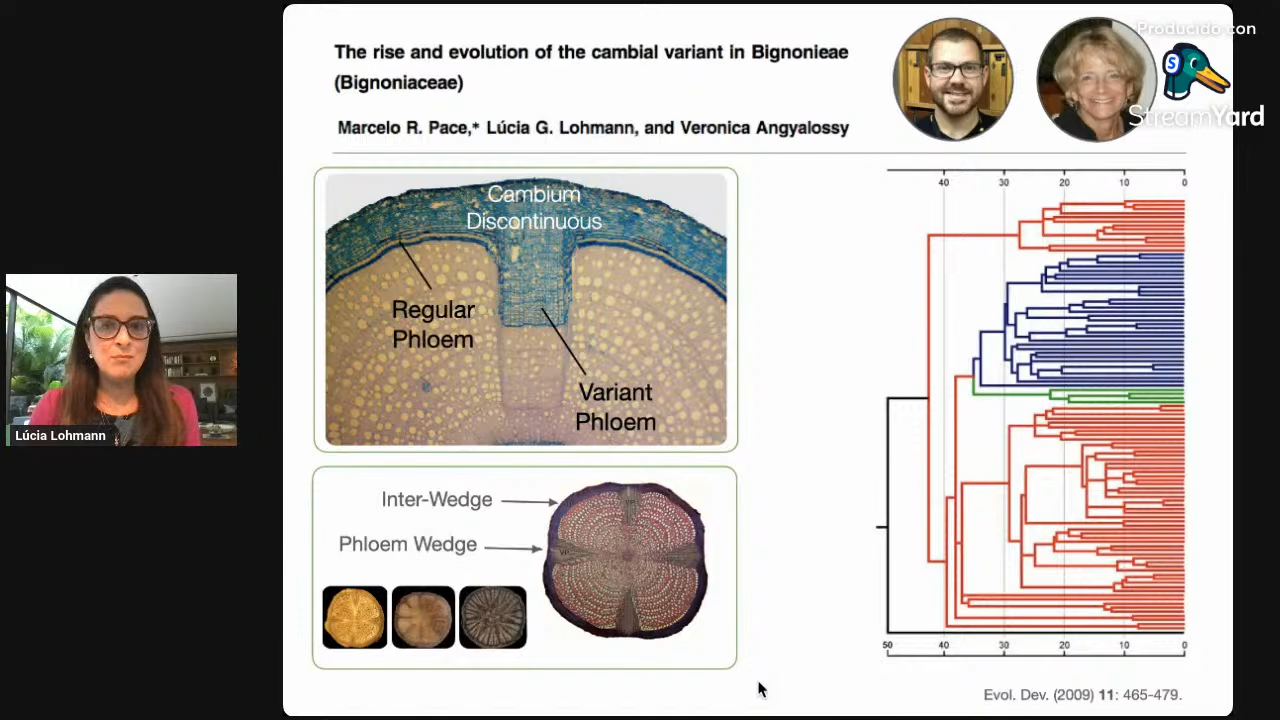 Producido con
StreamYard
S
The rise and evolution of the cambial variant in Bignonieae
(Bignoniaceae)
Marcelo R. Pace,* Lúcia G. Lohmann, and Veronica Angyalossy
Cambium
Discontinuous
Regular
Phloem
Variant
Phloem
Inter-Wedge
Phloem Wedge
VP
40 30 20 10 0
50 40 30 20 10 0
Evol. Dev. (2009) 11: 465-479.
Lúcia Lohmann